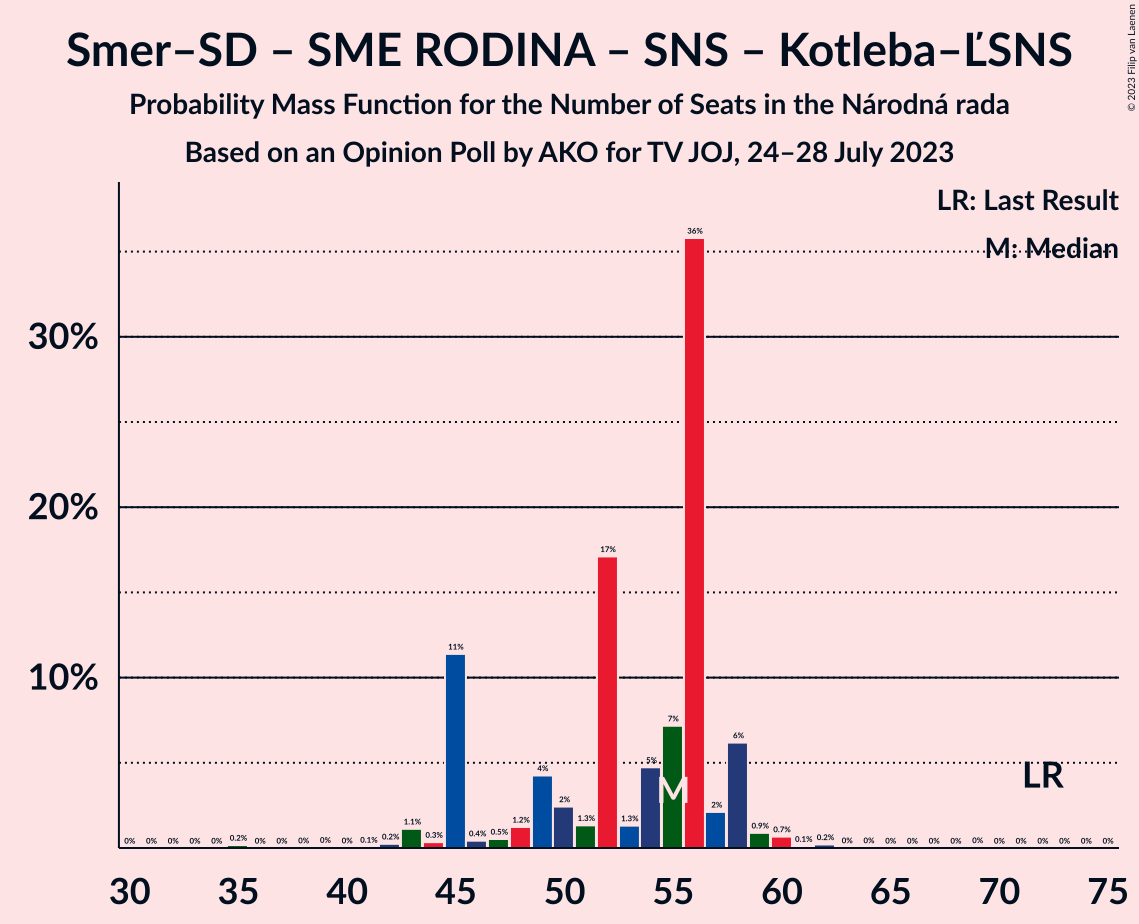 Smer–SD – SME RODINA – SNS – Kotleba–ĽSNS
Probability Mass Function for the Number of Seats in the Národná rada
Based on an Opinion Poll by AKO for TV JOJ, 24–28 July 2023
© 2023 Filip van Laenen
LR: Last Result
M: Median
36%
30%
20%
17%
11%
10%
7%
6%
5%
4%
M
LR
2%
2%
0% 0% 0% 0% 0% 0.2% 0% 0% 0% 0% 0% 0.1% 0.2% 1.1% 0.3% 0.4% 0.5% 1.2% 1.3% 1.3% 0.9% 0.7% 0.1% 0.2% 0% 0% 0% 0% 0% 0% 0% 0% 0% 0% 0% 0% 0%
30 35 40 45 50 55 60 65 70 75